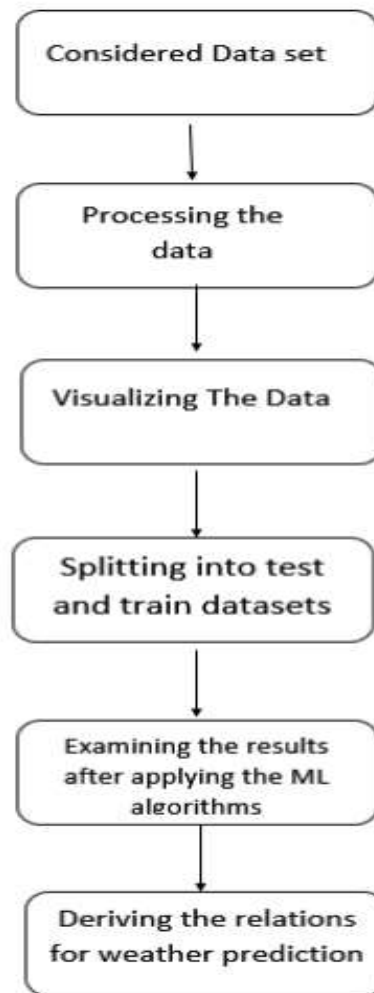 Considered Data set
Processing the
data
Visualizing The Data
Splitting into test
and train datasets
Examining the results
after applying the ML
algorithms
Deriving the relations
for weather prediction